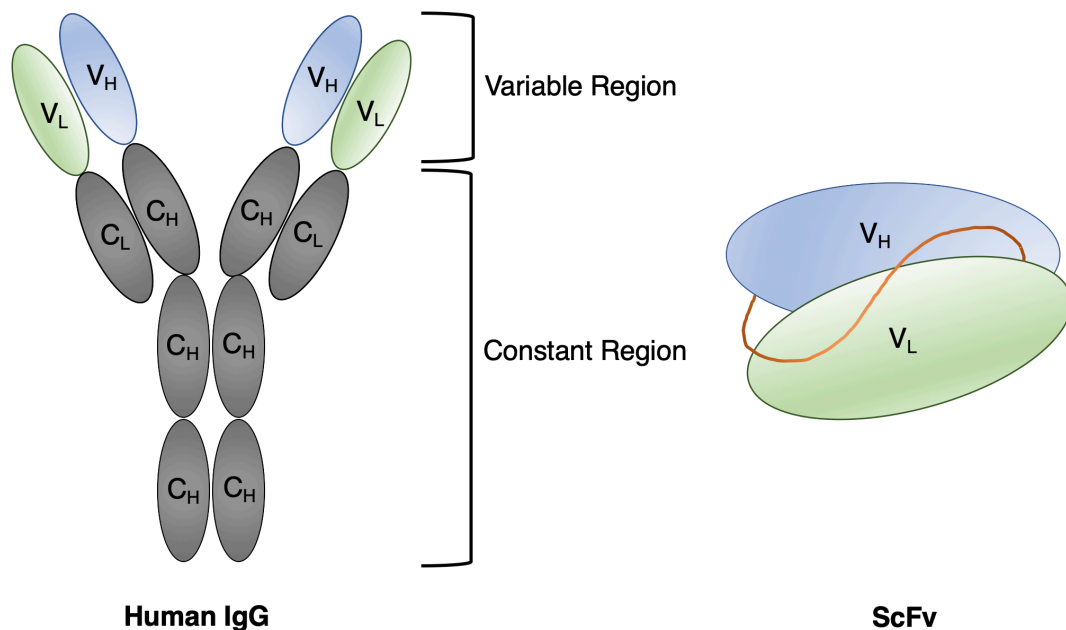 VH
VH
VL
VL
Variable Region
CH
CH
CL
CL
VH
CH
CH
Constant Region
VL
CH
CH
Human IgG
ScFv